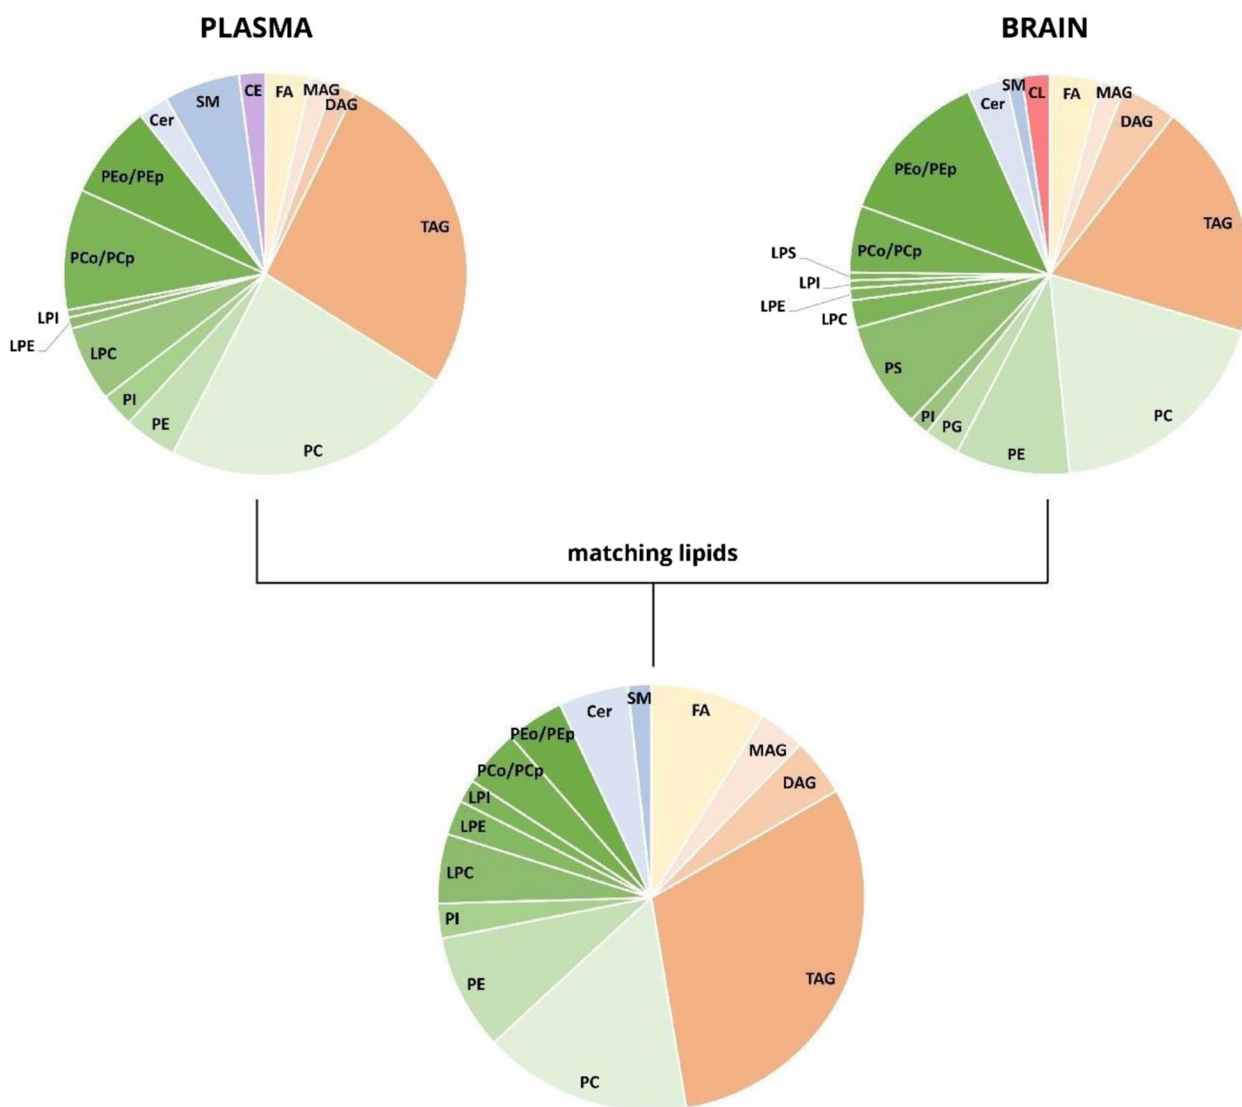 PLASMA
CE
FA
MAG
DAG
TAG
PC
PE
PI
LPC
LPE
LPI
PCo/PCp
PEo/PEp
Cer
SM
BRAIN
CL
FA
MAG
DAG
TAG
PC
PE
PG
PI
PS
LPC
LPE
LPI
LPS
PCo/PCp
PEo/PEp
Cer
SM
matching lipids
FA
MAG
DAG
TAG
PC
PE
PI
LPC
LPE
LPI
PCo/PCp
PEo/PEp
Cer
SM